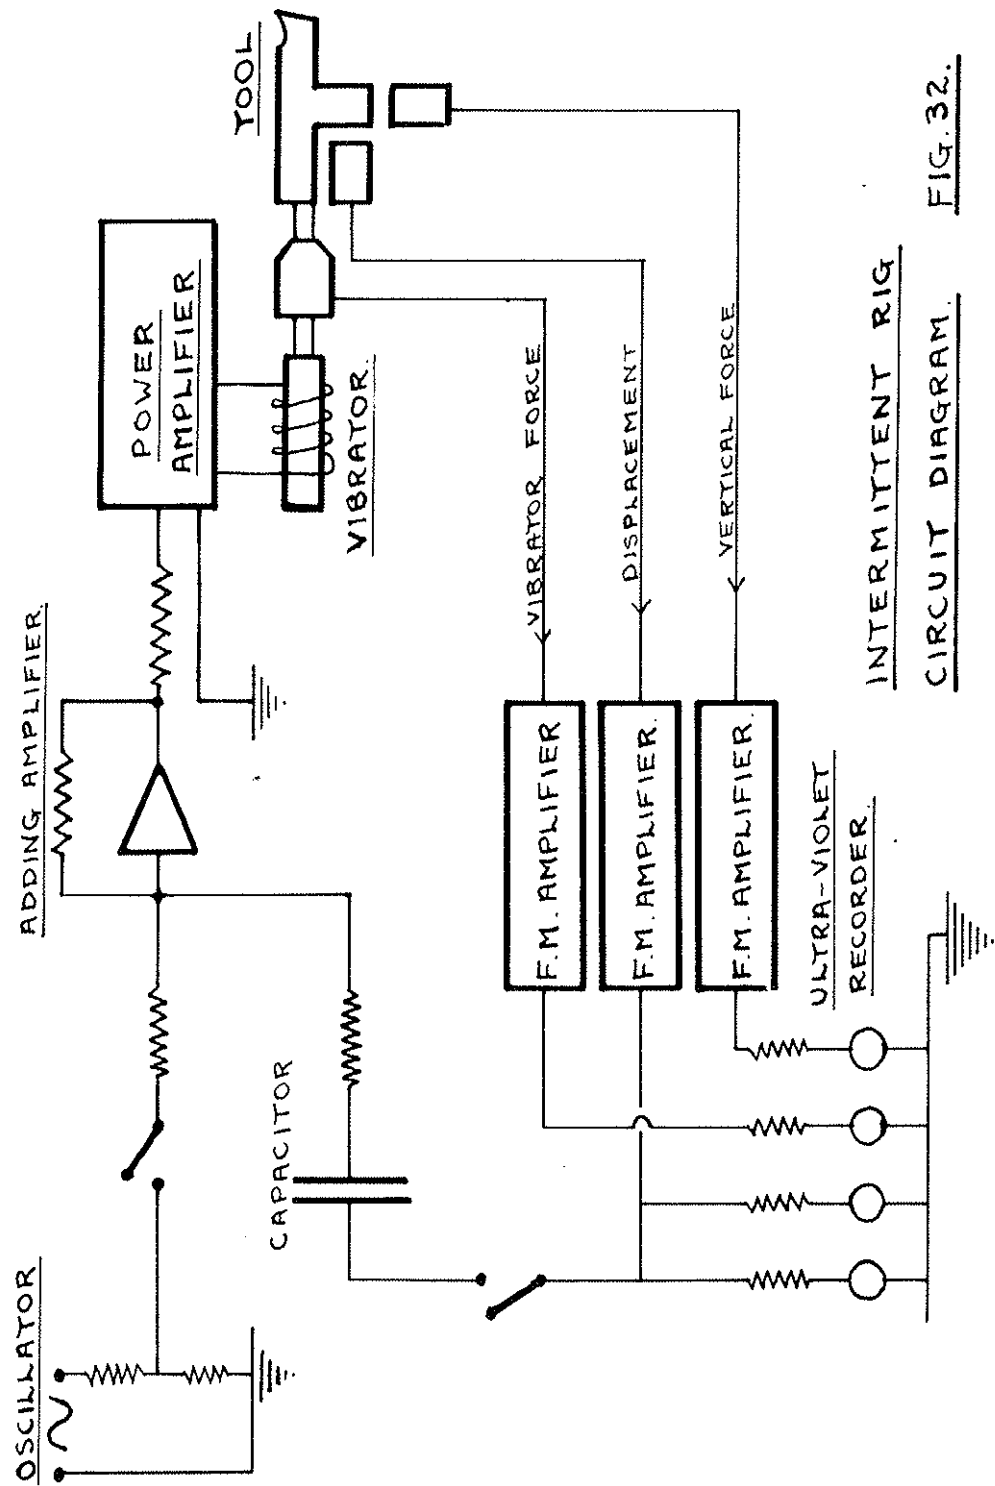 OSCILLATOR
ADDING AMPLIFIER.
POWER
AMPLIFIER
TOOL
VIBRATOR.
CAPACITOR
VIBRATOR FORCE
DISPLACEMENT
VERTICAL FORCE
F.M. AMPLIFIER
F.M. AMPLIFIER.
F.M. AMPLIFIER.
ULTRA-VIOLET
RECORDER.
INTERMITTENT RIG
CIRCUIT DIAGRAM.
FIG. 32.